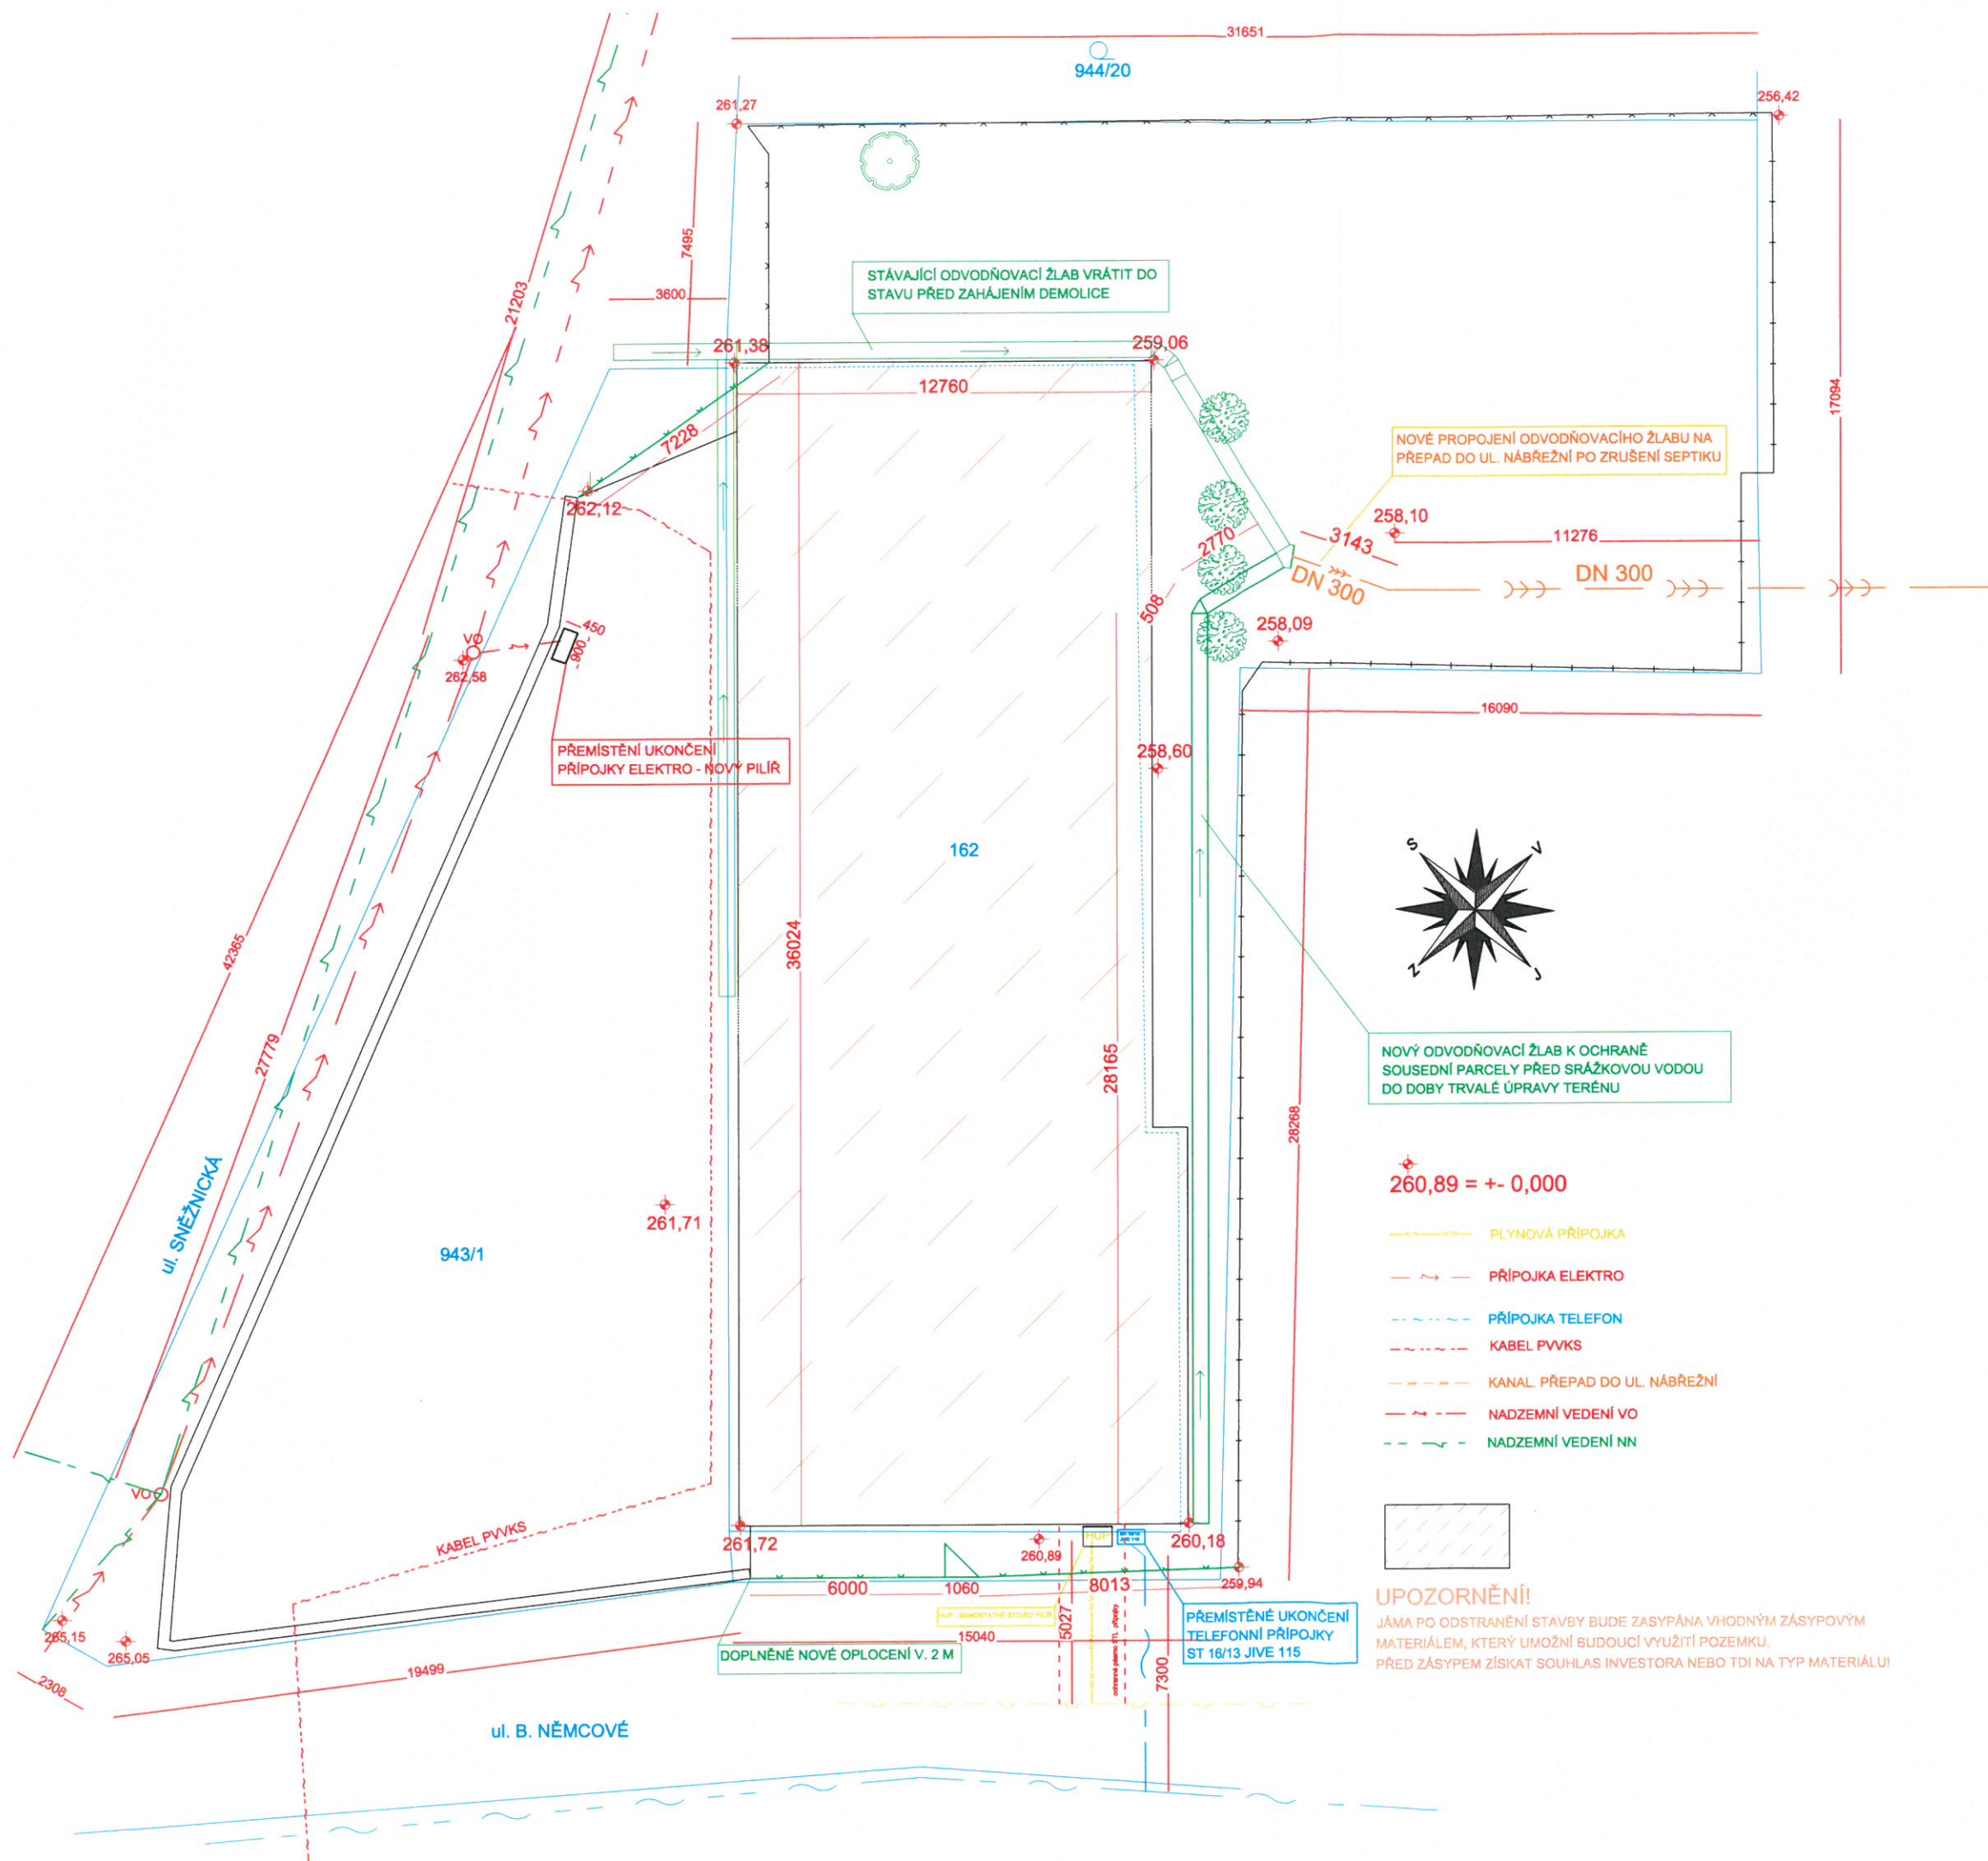 31651
944/20
261,27
256,42
7495
21203
3600
STÁVAJÍCÍ ODVODŇOVACÍ ŽLAB VRÁTIT DO
STAVU PŘED ZAHÁJENÍM DEMOLICE
261,38
259,06
12760
17094
7228
NOVÉ PROPOJENÍ ODVODŇOVACÍHO ŽLABU NA
PŘEPAD DO UL. NÁBŘEŽNÍ PO ZRUŠENÍ SEPTIKU
262,12
258,10
2770
3143
11276
DN 300
DN 300
508
258,09
450
900
VO
262,58
16090
PŘEMÍSTĚNÍ UKONČENÍ
PŘÍPOJKY ELEKTRO - NOVÝ PILÍŘ
258,60
162
S
V
Z
J
36024
42365
27779
28165
28268
NOVÝ ODVODŇOVACÍ ŽLAB K OCHRANĚ
SOUSEDNÍ PARCELY PŘED SRÁŽKOVOU VODOU
DO DOBY TRVALÉ ÚPRAVY TERÉNU
ul. SNĚŽNICKÁ
261,71
943/1
260,89 = +- 0,000
PLYNOVÁ PŘÍPOJKA
PŘÍPOJKA ELEKTRO
PŘÍPOJKA TELEFON
KABEL PVVKS
KANAL. PŘEPAD DO UL. NÁBŘEŽNÍ
NADZEMNÍ VEDENÍ VO
NADZEMNÍ VEDENÍ NN
VO
KABEL PVVKS
261,72
260,89
HUP
260,18
259,94
6000
1060
8013
HUP - SAMOSTATNĚ STOJÍCÍ PILÍŘ
5027
15040
ochranné pásmo STL přípojky
7300
PŘEMÍSTĚNÉ UKONČENÍ
TELEFONNÍ PŘÍPOJKY
ST 16/13 JIVE 115
DOPLNĚNÉ NOVÉ OPLOCENÍ V. 2 M
265,15
265,05
2308
19499
ul. B. NĚMCOVÉ
UPOZORNĚNÍ!
JÁMA PO ODSTRANĚNÍ STAVBY BUDE ZASYPÁNA VHODNÝM ZÁSYPOVÝM
MATERIÁLEM, KTERÝ UMOŽNÍ BUDOUCÍ VYUŽITÍ POZEMKU.
PŘED ZÁSYPEM ZÍSKAT SOUHLAS INVESTORA NEBO TDI NA TYP MATERIÁLU!